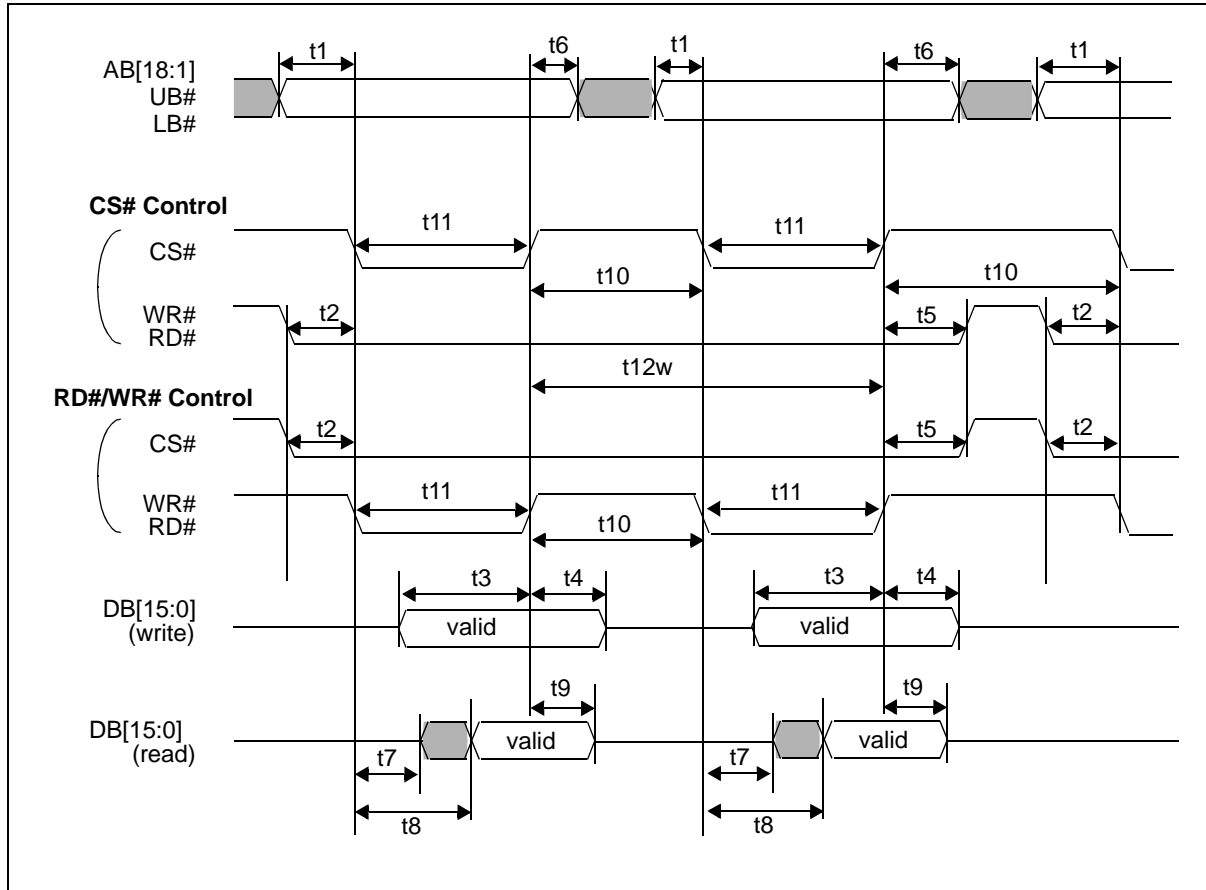 t1 t6 t1 t6 t1
AB[18:1]
UB#
LB#
CS# Control
t11 t11
CS#
t10 t10
WR# t2 t5 t2
RD#
t12w
RD#/WR# Control
t2 t5 t2
CS#
t11 t11
WR#
RD# t10
t3 t4 t3 t4
DB[15:0]
(write) valid valid
t9 t9
DB[15:0]
(read) valid valid
t7 t7
t8 t8